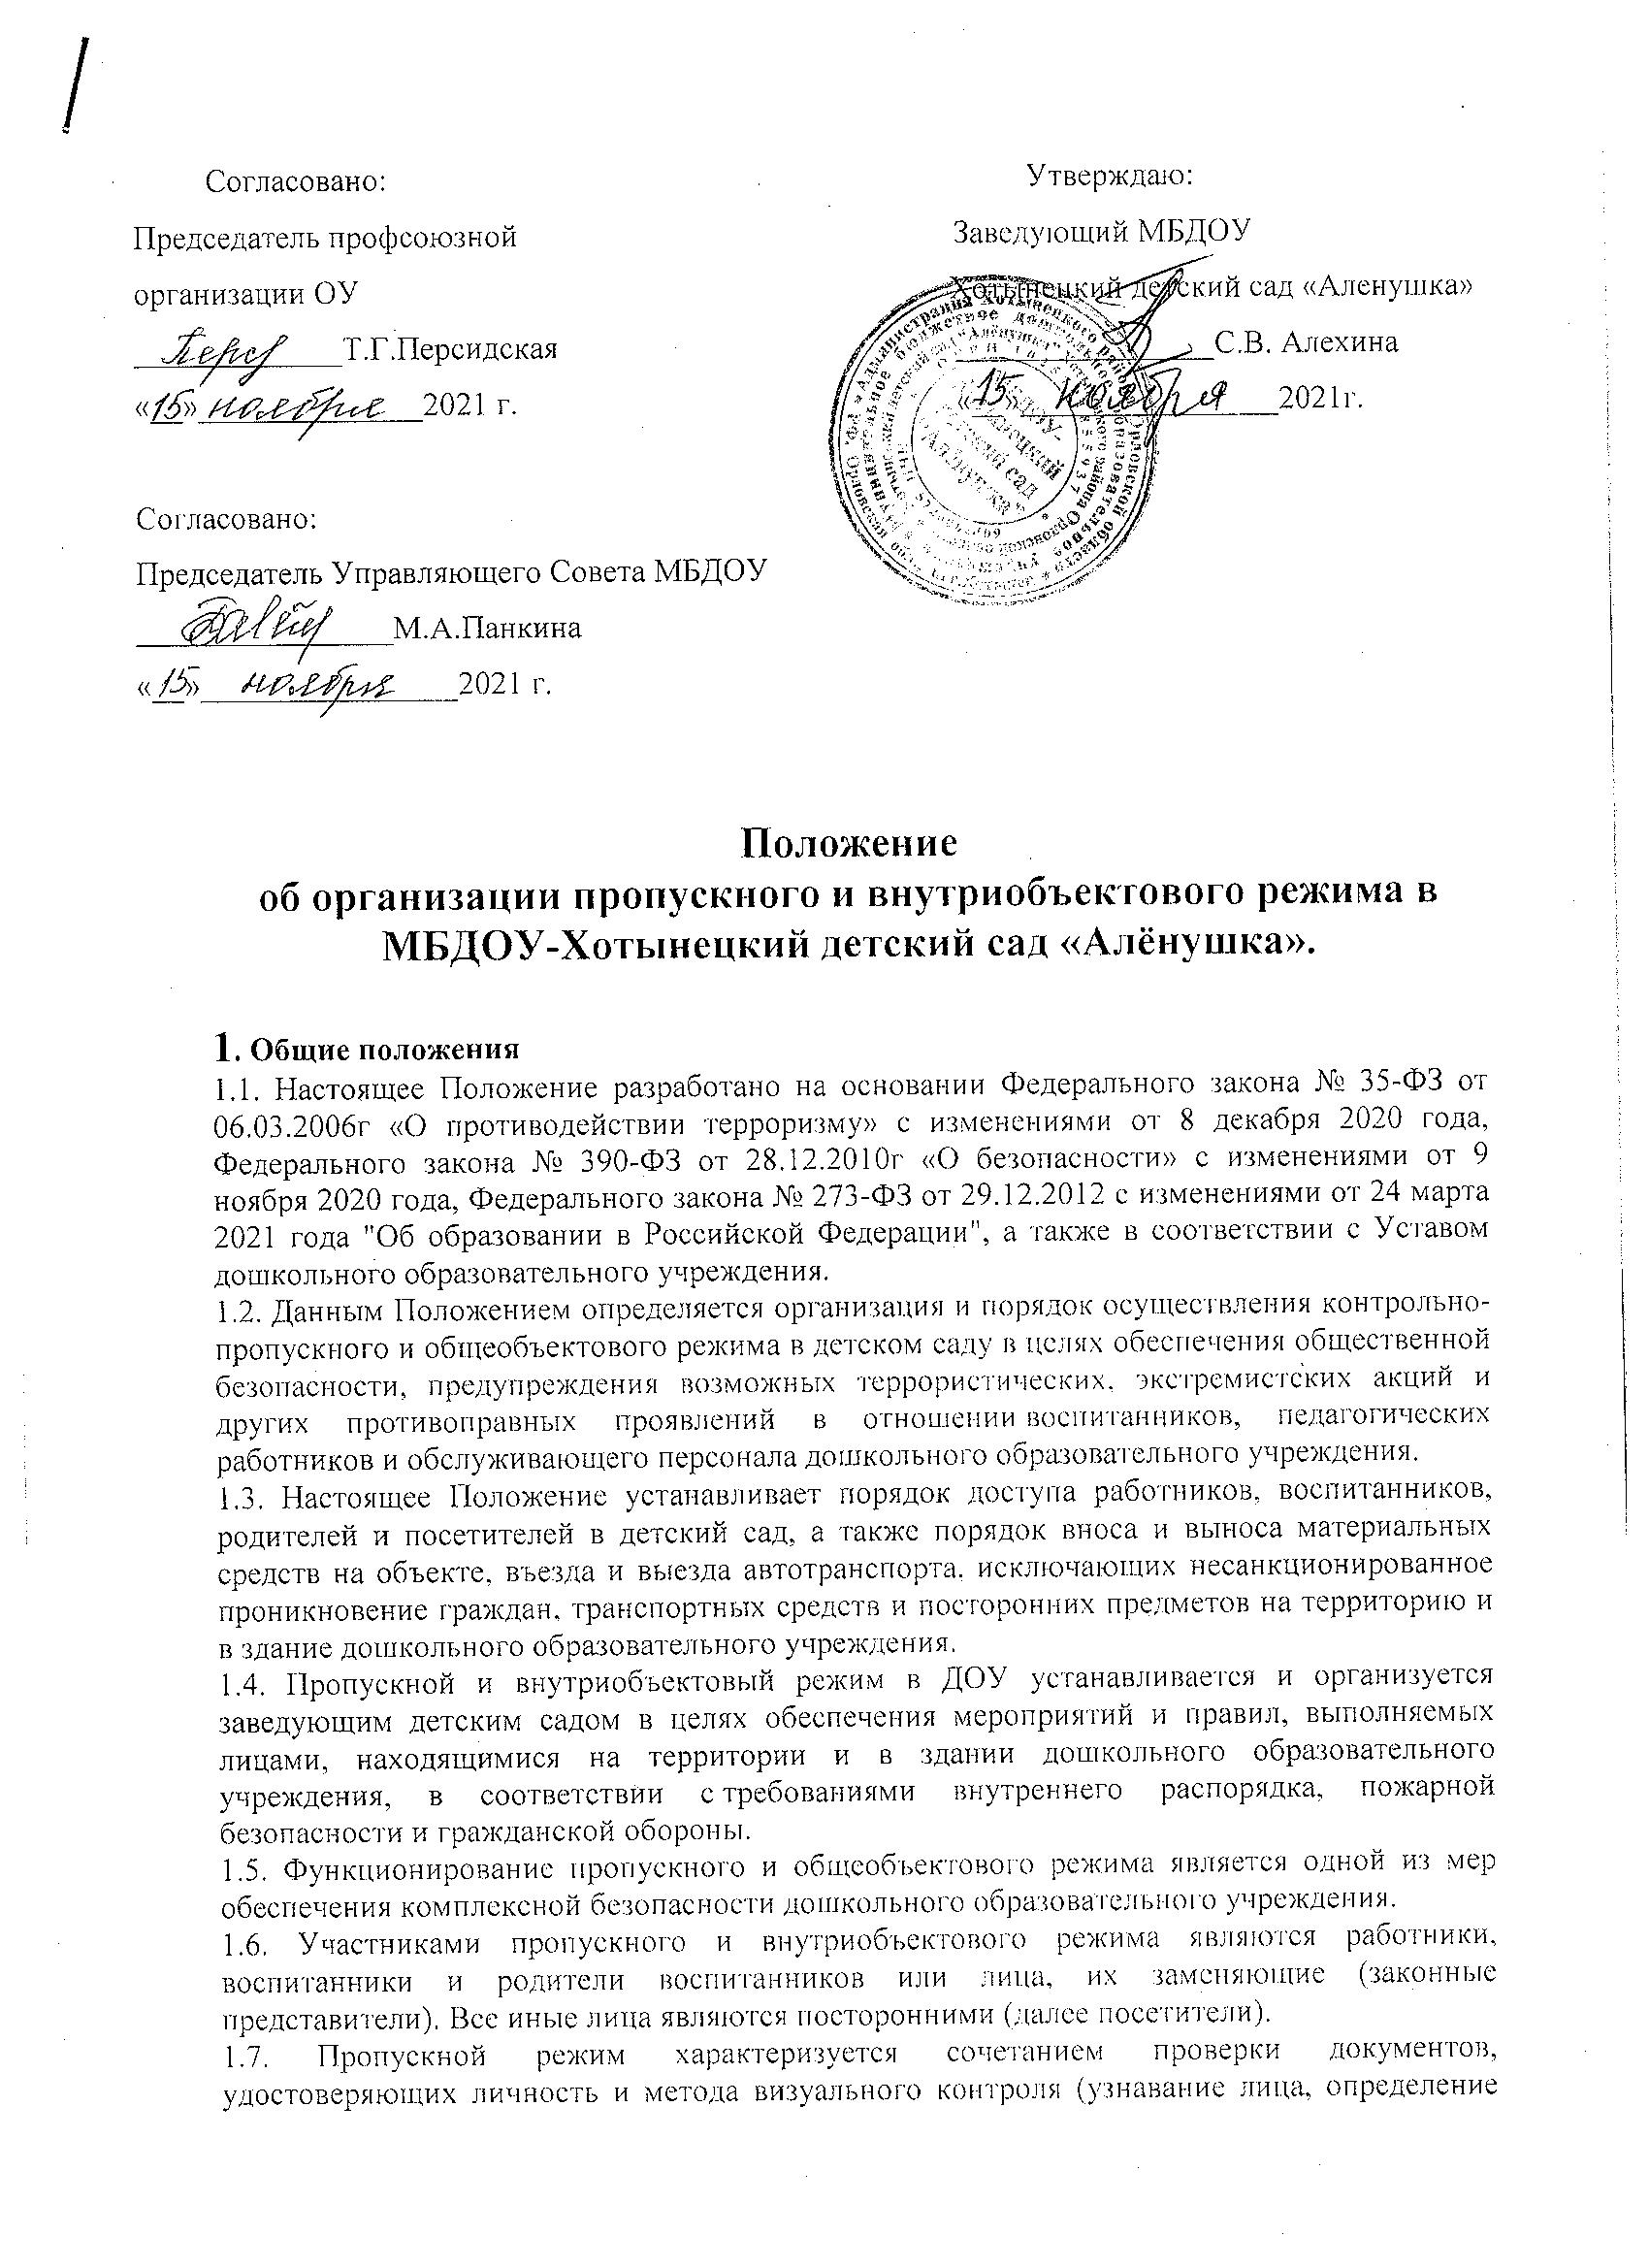 Согласовано:
Председатель профсоюзной
организации ОУ
Т.Г.Персидская
«15» ноября 2021 г.
Утверждаю:
Заведующий МБДОУ
Хотынецкий детский сад «Аленушка»
С.В. Алехина
«15» ноября 2021г.
Согласовано:
Председатель Управляющего Совета МБДОУ
М.А.Панкина
«15» ноября 2021 г.
Положение
об организации пропускного и внутриобъектового режима в
МБДОУ-Хотынецкий детский сад «Алёнушка».
1. Общие положения
1.1. Настоящее Положение разработано на основании Федерального закона № 35-ФЗ от
06.03.2006г «О противодействии терроризму» с изменениями от 8 декабря 2020 года,
Федерального закона № 390-ФЗ от 28.12.2010г «О безопасности» с изменениями от 9
ноября 2020 года, Федерального закона № 273-ФЗ от 29.12.2012 с изменениями от 24 марта
2021 года "Об образовании в Российской Федерации", а также в соответствии с Уставом
дошкольного образовательного учреждения.
1.2. Данным Положением определяется организация и порядок осуществления контрольно-
пропускного и общеобъектового режима в детском саду в целях обеспечения общественной
безопасности, предупреждения возможных террористических, экстремистских акций и
других противоправных проявлений в отношении воспитанников, педагогических
работников и обслуживающего персонала дошкольного образовательного учреждения.
1.3. Настоящее Положение устанавливает порядок доступа работников, воспитанников,
родителей и посетителей в детский сад, а также порядок вноса и выноса материальных
средств на объекте, въезда и выезда автотранспорта, исключающих несанкционированное
проникновение граждан, транспортных средств и посторонних предметов на территорию и
в здание дошкольного образовательного учреждения.
1.4. Пропускной и внутриобъектовый режим в ДОУ устанавливается и организуется
заведующим детским садом в целях обеспечения мероприятий и правил, выполняемых
лицами, находящимися на территории и в здании дошкольного образовательного
учреждения, в соответствии с требованиями внутреннего распорядка, пожарной
безопасности и гражданской обороны.
1.5. Функционирование пропускного и общеобъектового режима является одной из мер
обеспечения комплексной безопасности дошкольного образовательного учреждения.
1.6. Участниками пропускного и внутриобъектового режима являются работники,
воспитанники и родители воспитанников или лица, их заменяющие (законные
представители). Все иные лица являются посторонними (далее посетители).
1.7. Пропускной режим характеризуется сочетанием проверки документов,
удостоверяющих личность и метода визуального контроля (узнавание лица, определение